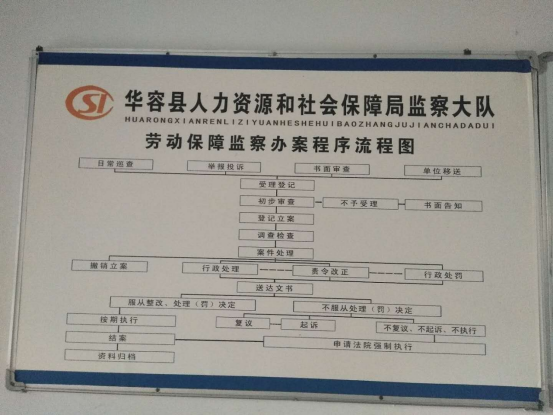 CSI 华容县人力资源和社会保障局监察大队
HUARONGXIANRENLIZIYUANHESHEHUIBAOZHANGJUJIANCHADADUI
劳动保障监察办案程序流程图
日常巡查 举报投诉 书面审查 单位移送
受理登记
初步审查 不予受理 书面告知
登记立案
调查检查
案件处理
撤销立案 行政处理 责令改正 行政处罚
送达文书
服从整改、处理（罚）决定 不服从处理（罚）决定
按期执行 复议 起诉 不复议、不起诉、不执行
结案 申请法院强制执行
资料归档